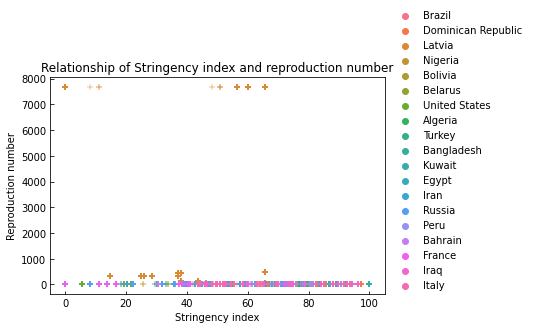 Relationship of Stringency index and reproduction number
8000
7000
6000
5000
4000
3000
2000
1000
0
Reproduction number
0 20 40 60 80 100
Stringency index
Brazil
Dominican Republic
Latvia
Nigeria
Bolivia
Belarus
United States
Algeria
Turkey
Bangladesh
Kuwait
Egypt
Iran
Russia
Peru
Bahrain
France
Iraq
Italy